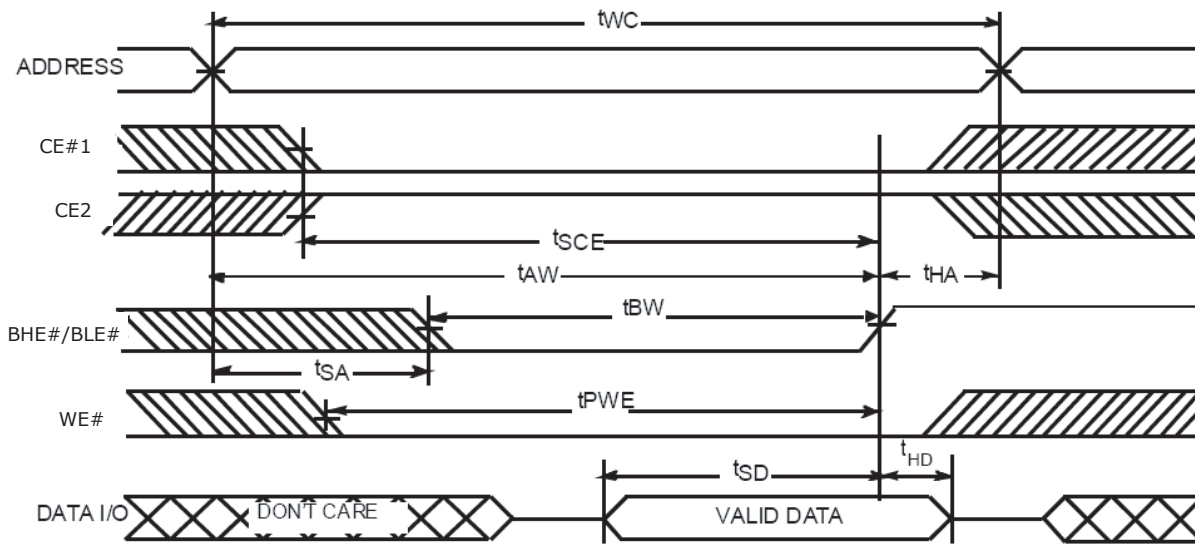 tWC
ADDRESS
CE#1
CE2
tSCE
tAW
tHA
tBW
BHE#/BLE#
tSA
tPWE
WE#
tSD
tHD
DATA I/O
DON'T CARE
VALID DATA